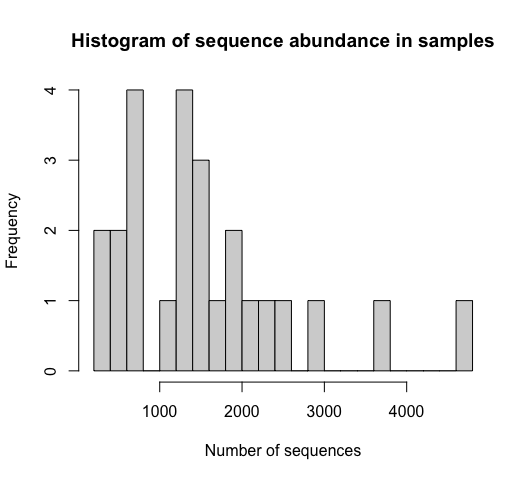 Histogram of sequence abundance in samples
Frequency
4
3
2
1
0
1000 2000 3000 4000
Number of sequences